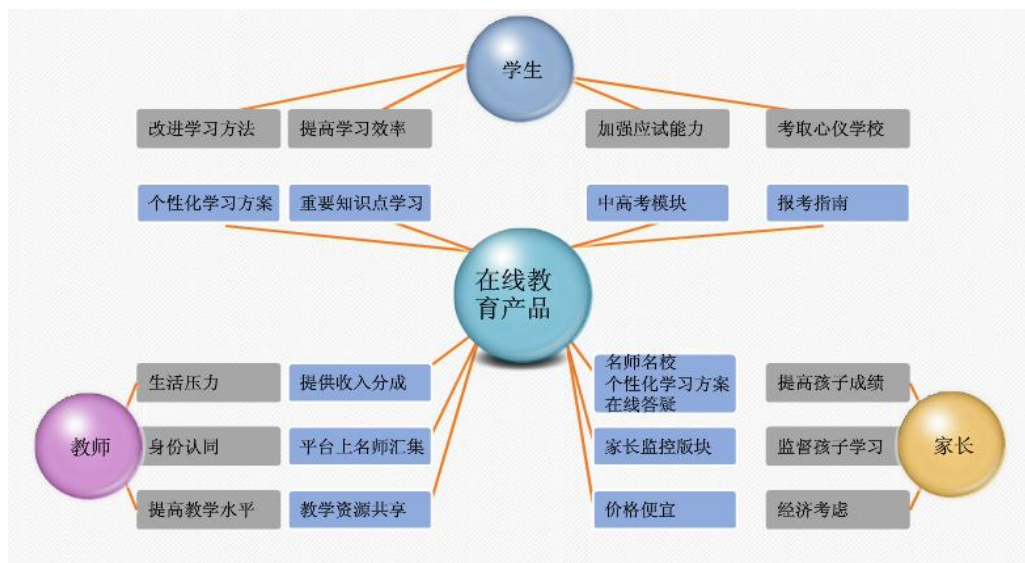 学生
改进学习方法
提高学习效率
加强应试能力
考取心仪学校
个性化学习方案
重要知识点学习
中高考模块
报考指南
在线教
育产品
生活压力
提供收入分成
名师名校
个性化学习方案
在线答疑
提高孩子成绩
教师
身份认同
平台上名师汇集
家长监控版块
监督孩子学习
家长
提高教学水平
教学资源共享
价格便宜
经济考虑